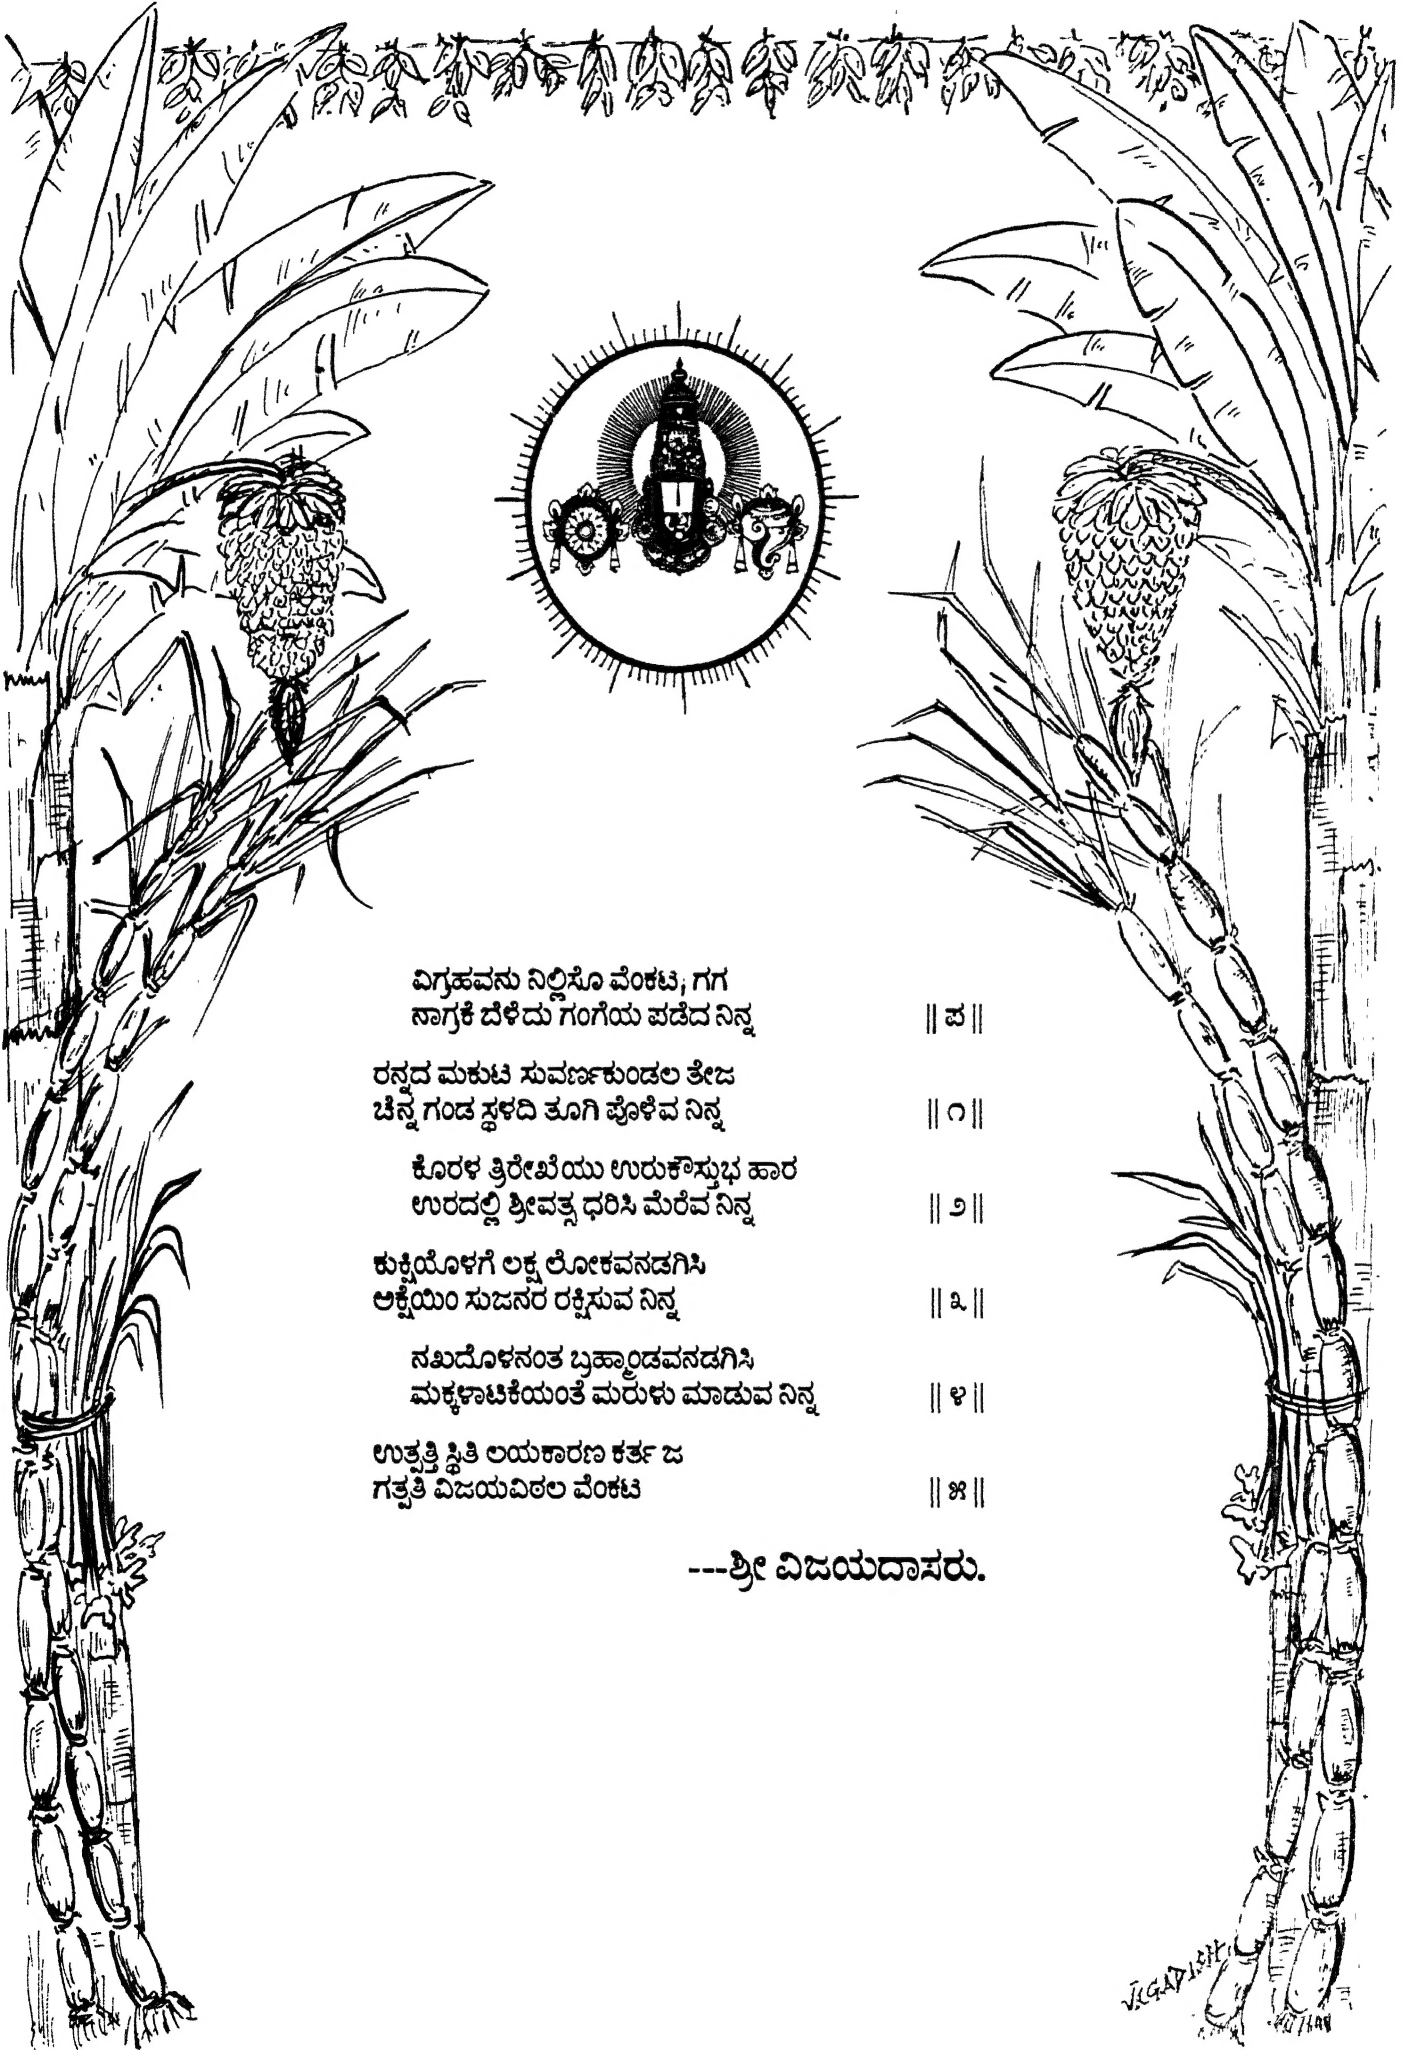 ವಿಗ್ರಹವನು ನಿಲ್ಲಿಸೊ ವೆಂಕಟ; ಗಗ
ನಾಗ್ರಕೆ ಬೆಳೆದು ಗಂಗೆಯ ಪಡೆದ ನಿನ್ನ || ಪ ||
ರನ್ನದ ಮಕುಟ ಸುವರ್ಣಕುಂಡಲ ತೇಜ
ಚೆನ್ನ ಗಂಡ ಸ್ಥಳದಿ ತೂಗಿ ಪೊಳೆವ ನಿನ್ನ || ೧ ||
ಕೊರಳ ತ್ರಿರೇಖೆಯು ಉರುಕೌಸ್ತುಭ ಹಾರ
ಉರದಲ್ಲಿ ಶ್ರೀವತ್ಸ ಧರಿಸಿ ಮೆರೆವ ನಿನ್ನ || ೨ ||
ಕುಕ್ಷಿಯೊಳಗೆ ಲಕ್ಷ ಲೋಕವನಡಗಿಸಿ
ಅಕ್ಷೆಯಿಂ ಸುಜನರ ರಕ್ಷಿಸುವ ನಿನ್ನ || ೩ ||
ನಖದೊಳನಂತ ಬ್ರಹ್ಮಾಂಡವನಡಗಿಸಿ
ಮಕ್ಕಳಾಟಕೆಯಂತೆ ಮರುಳು ಮಾಡುವ ನಿನ್ನ || ೪ ||
ಉತ್ಪತ್ತಿ ಸ್ಥಿತಿ ಲಯಕಾರಣ ಕರ್ತ ಜ
ಗತ್ಪತಿ ವಿಜಯವಿಠಲ ವೆಂಕಟ || ೫ ||
---ಶ್ರೀ ವಿಜಯದಾಸರು.